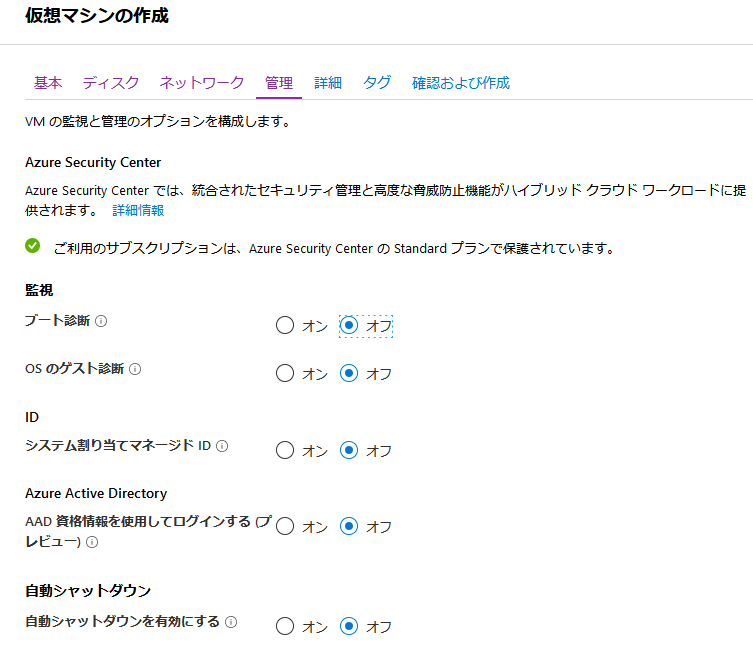 仮想マシンの作成
基本 ディスク ネットワーク 管理 詳細 タグ 確認および作成
VM の監視と管理のオプションを構成します。
Azure Security Center
Azure Security Center では、統合されたセキュリティ管理と高度な脅威防止機能がハイブリッド クラウド ワークロードに提
供されます。 詳細情報
ご利用のサブスクリプションは、Azure Security Center の Standard プランで保護されています。
監視
ブート診断 オン オフ
OS のゲスト診断 オン オフ
ID
システム割り当てマネージド ID オン オフ
Azure Active Directory
AAD 資格情報を使用してログインする (プ オン オフ
レビュー)
自動シャットダウン
自動シャットダウンを有効にする オン オフ